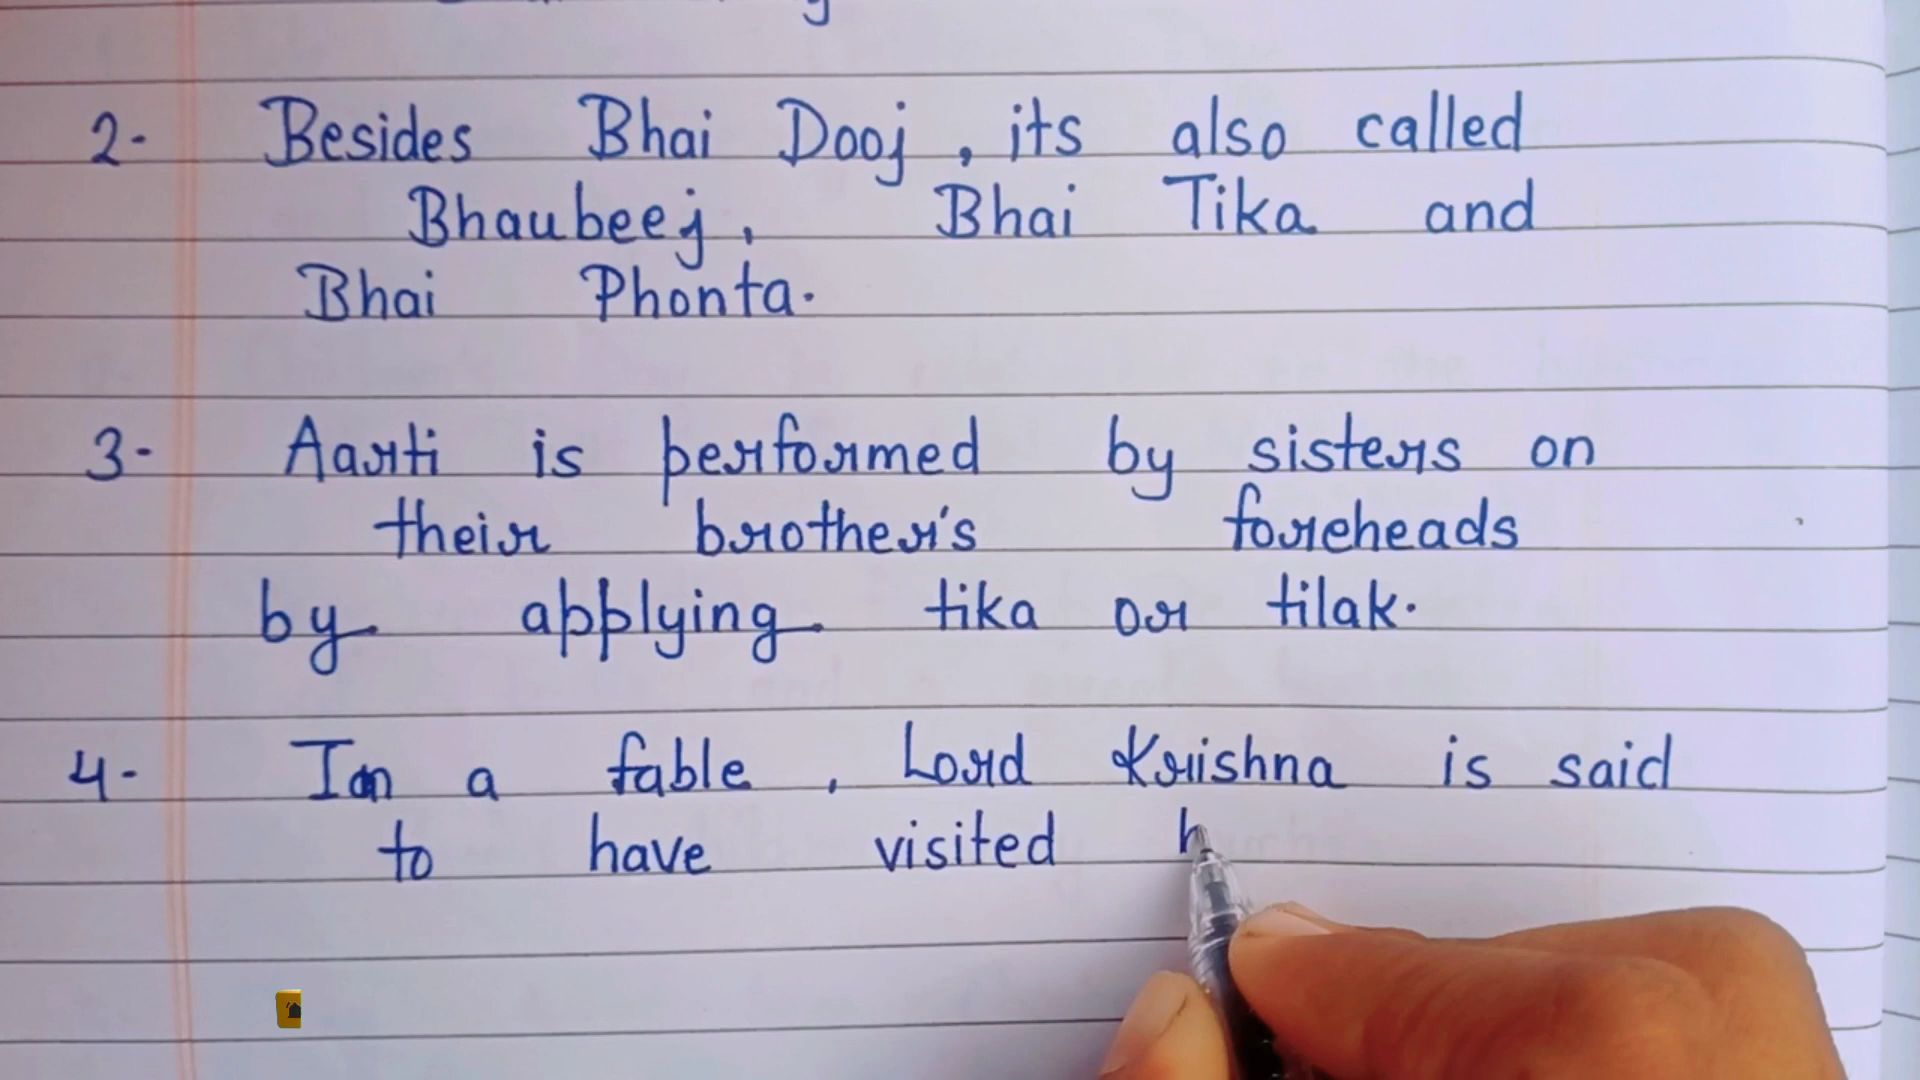 2- Besides Bhai Dooj, its also called
Bhaubeej, Bhai Tika and
Bhai Phonta.
3- Aarti is performed by sisters on
their brother's foreheads
by applying tika or tilak.
4- In a fable, Lord Krishna is said
to have visited h